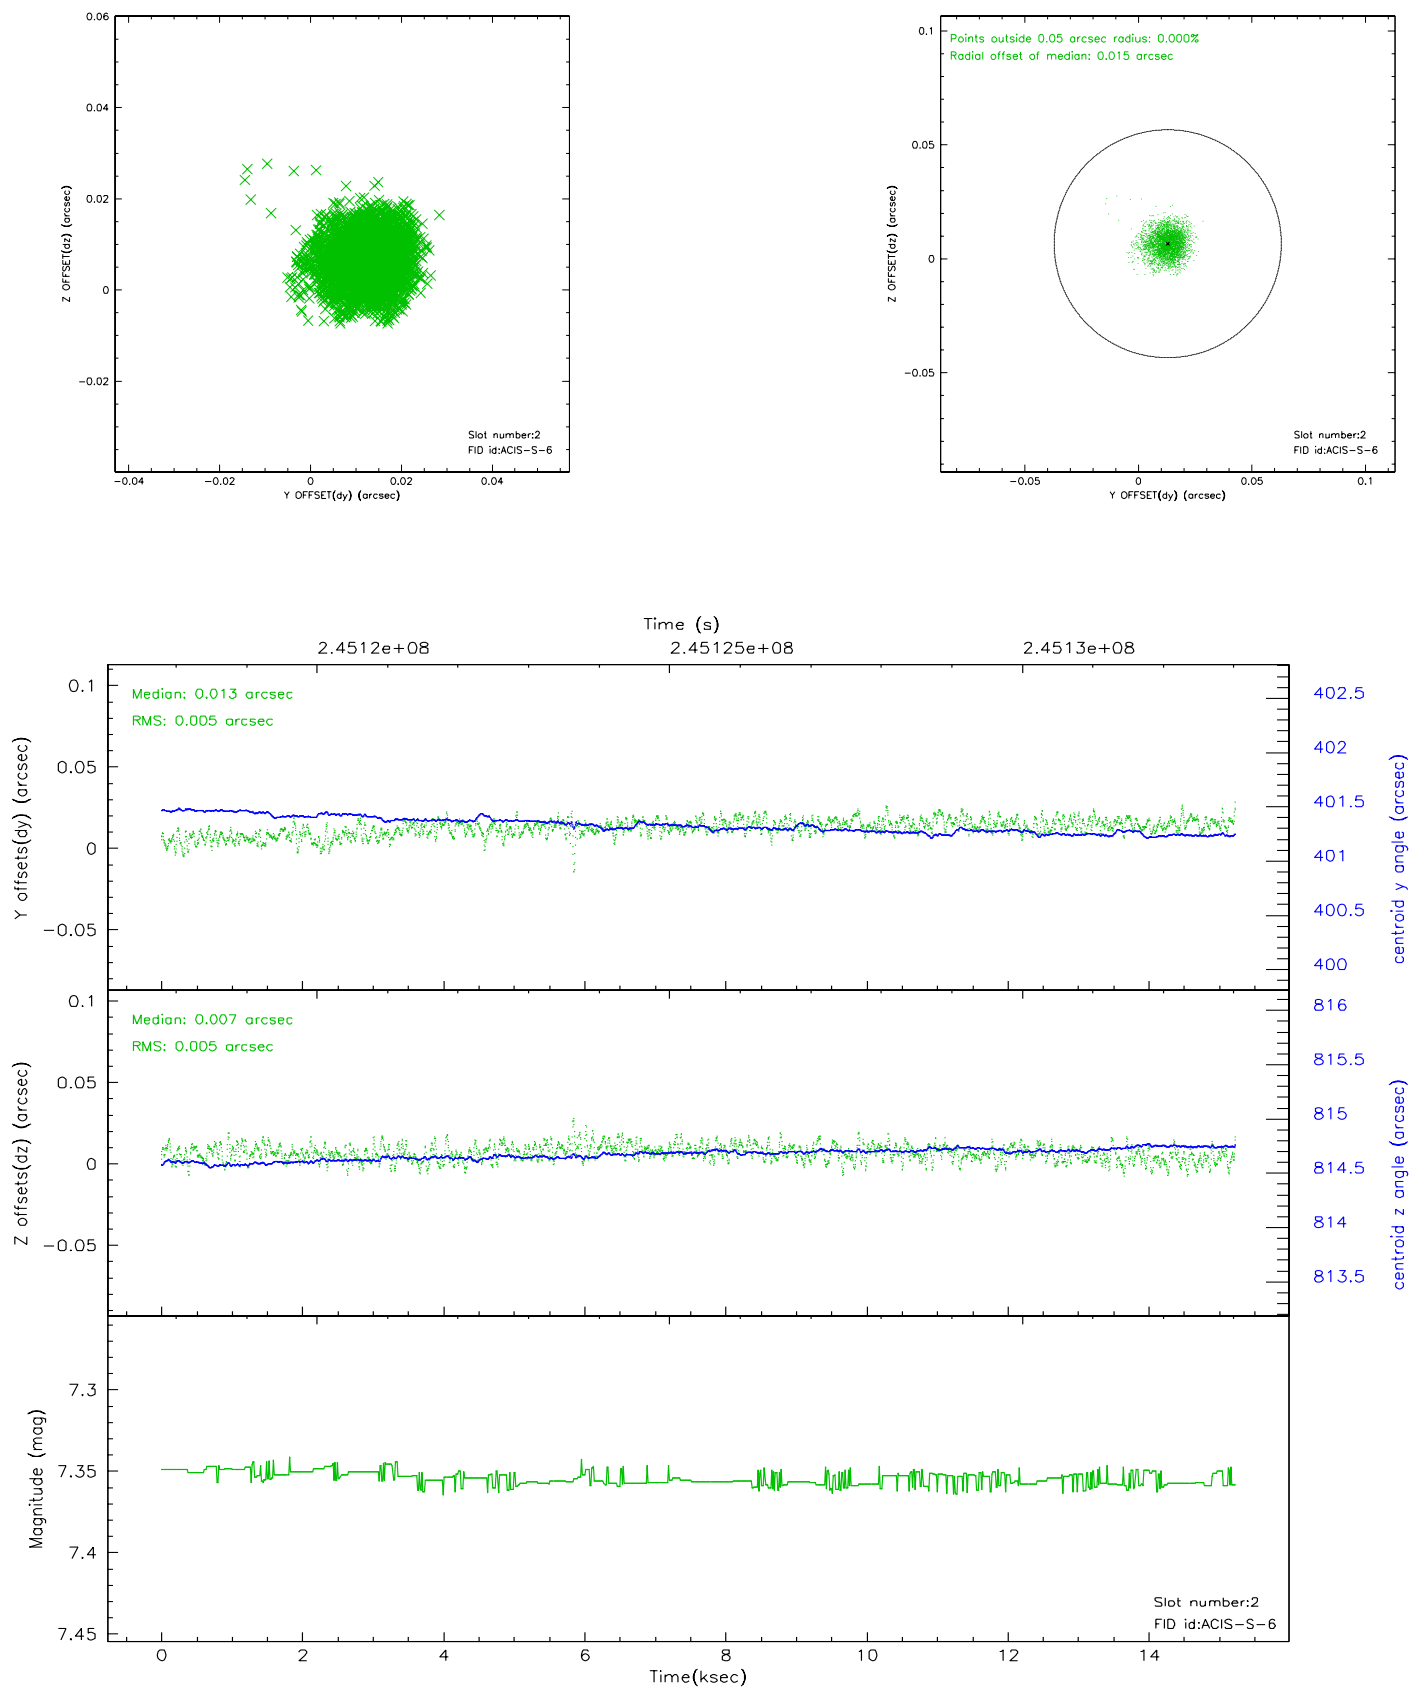 0.06
0.04
0.02
0
−0.02
Z OFFSET(dz) (arcsec)
−0.04
−0.02
0
0.02
0.04
Y OFFSET(dy) (arcsec)
Slot number:2
FID id:ACIS−S−6
Points outside 0.05 arcsec radius: 0.000%
Radial offset of median: 0.015 arcsec
0.1
0.05
0
−0.05
Z OFFSET(dz) (arcsec)
−0.05
0
0.05
0.1
Y OFFSET(dy) (arcsec)
Slot number:2
FID id:ACIS−S−6
Time (s)
2.4512e+08
2.45125e+08
2.4513e+08
Median: 0.013 arcsec
RMS: 0.005 arcsec
0.1
0.05
0
−0.05
Y offsets(dy) (arcsec)
402.5
402
401.5
401
400.5
400
centroid y angle (arcsec)
Median: 0.007 arcsec
RMS: 0.005 arcsec
0.1
0.05
0
−0.05
Z offsets(dz) (arcsec)
816
815.5
815
814.5
814
813.5
centroid z angle (arcsec)
7.3
7.35
7.4
7.45
Magnitude (mag)
Slot number:2
FID id:ACIS−S−6
0
2
4
6
8
10
12
14
Time(ksec)